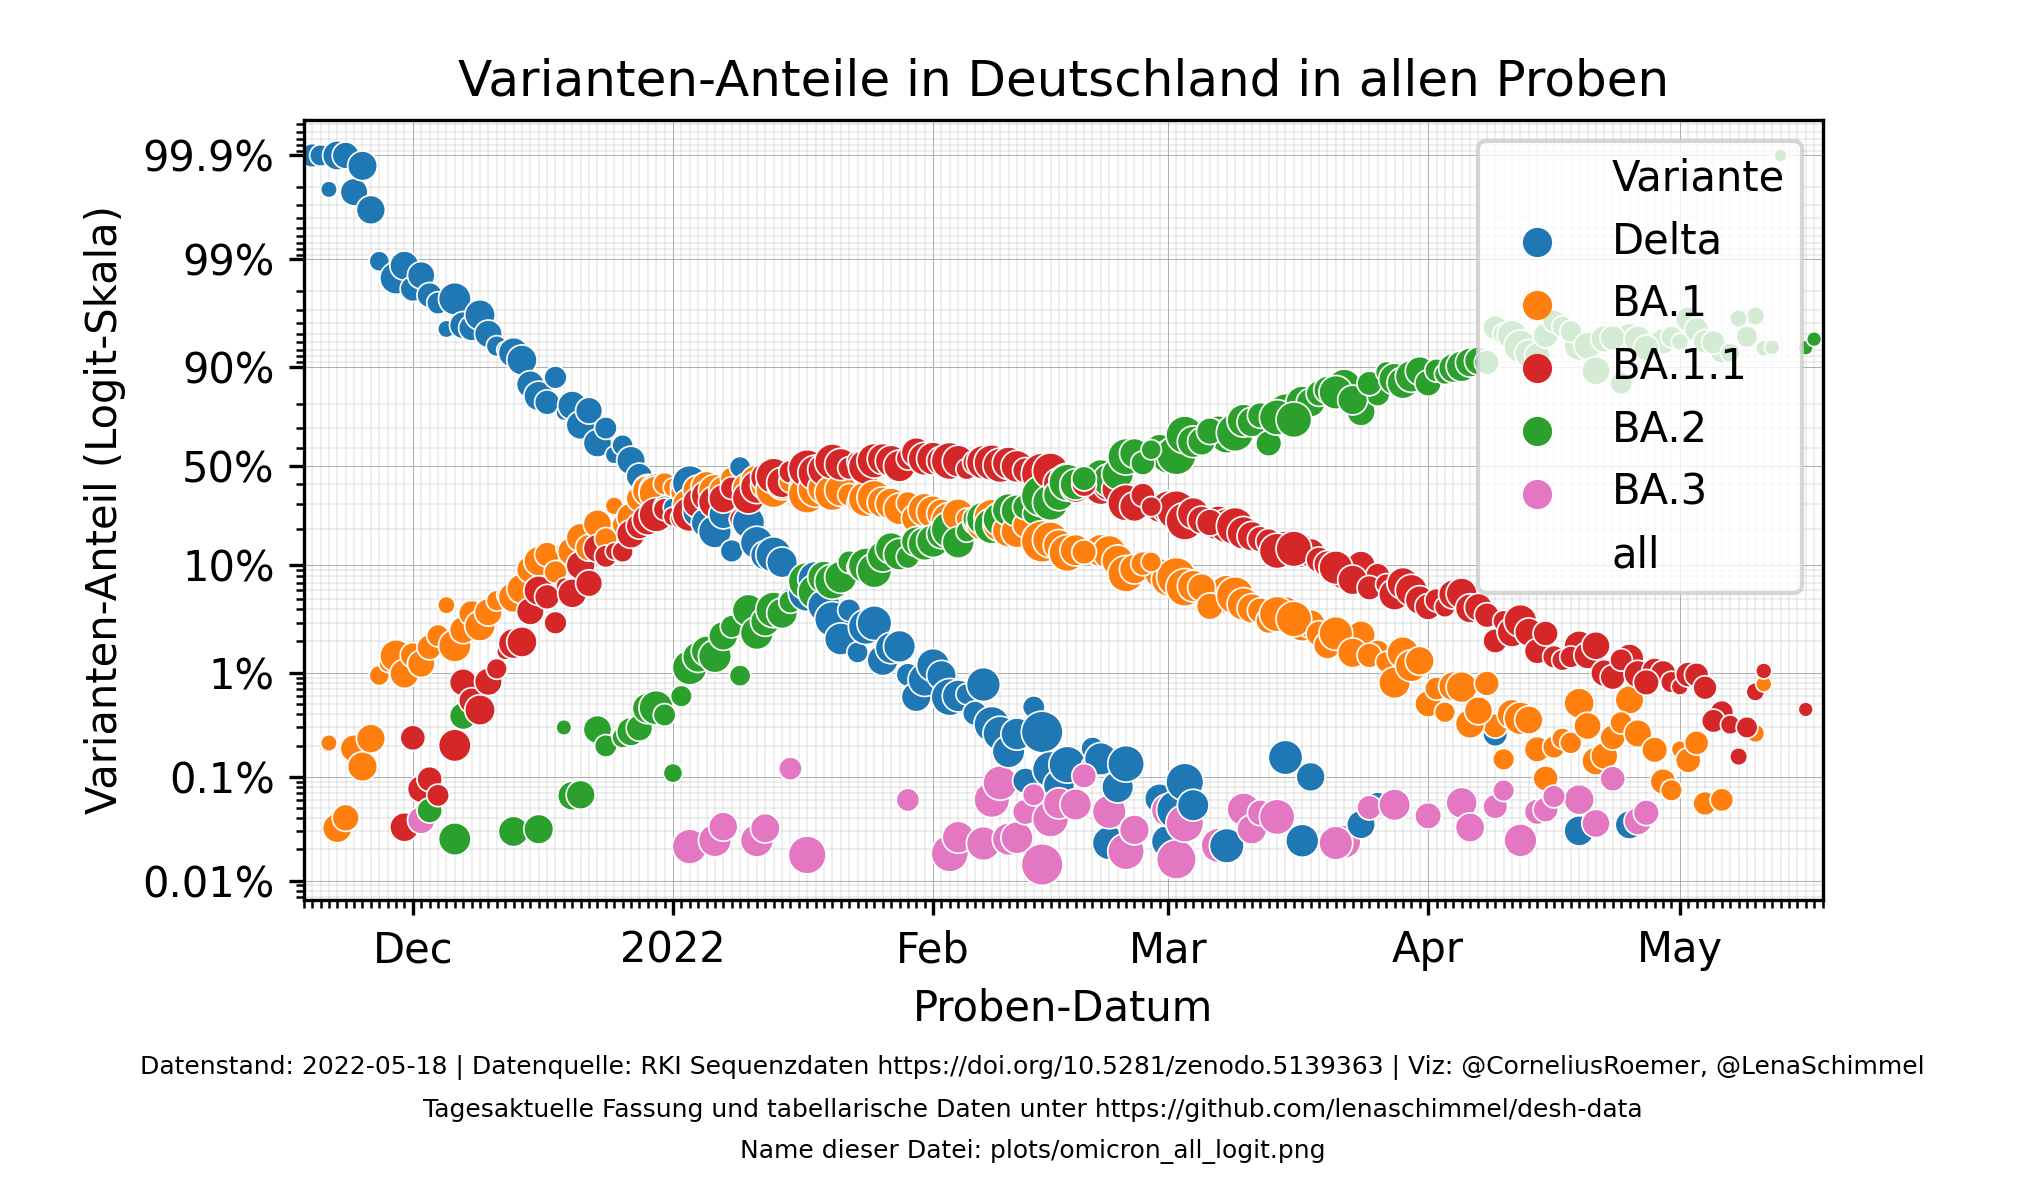 Varianten-Anteile in Deutschland in allen Proben
Varianten-Anteil (Logit-Skala)
99.9%
99%
90%
50%
10%
1%
0.1%
0.01%
Variante
Delta
BA.1
BA.1.1
BA.2
BA.3
all
Dec 2022 Feb Mar Apr May
Proben-Datum
Datenstand: 2022-05-18 | Datenquelle: RKI Sequenzdaten https://doi.org/10.5281/zenodo.5139363 | Viz: @CorneliusRoemer, @LenaSchimmel
Tagesaktuelle Fassung und tabellarische Daten unter https://github.com/lenaschimmel/desh-data
Name dieser Datei: plots/omicron_all_logit.png